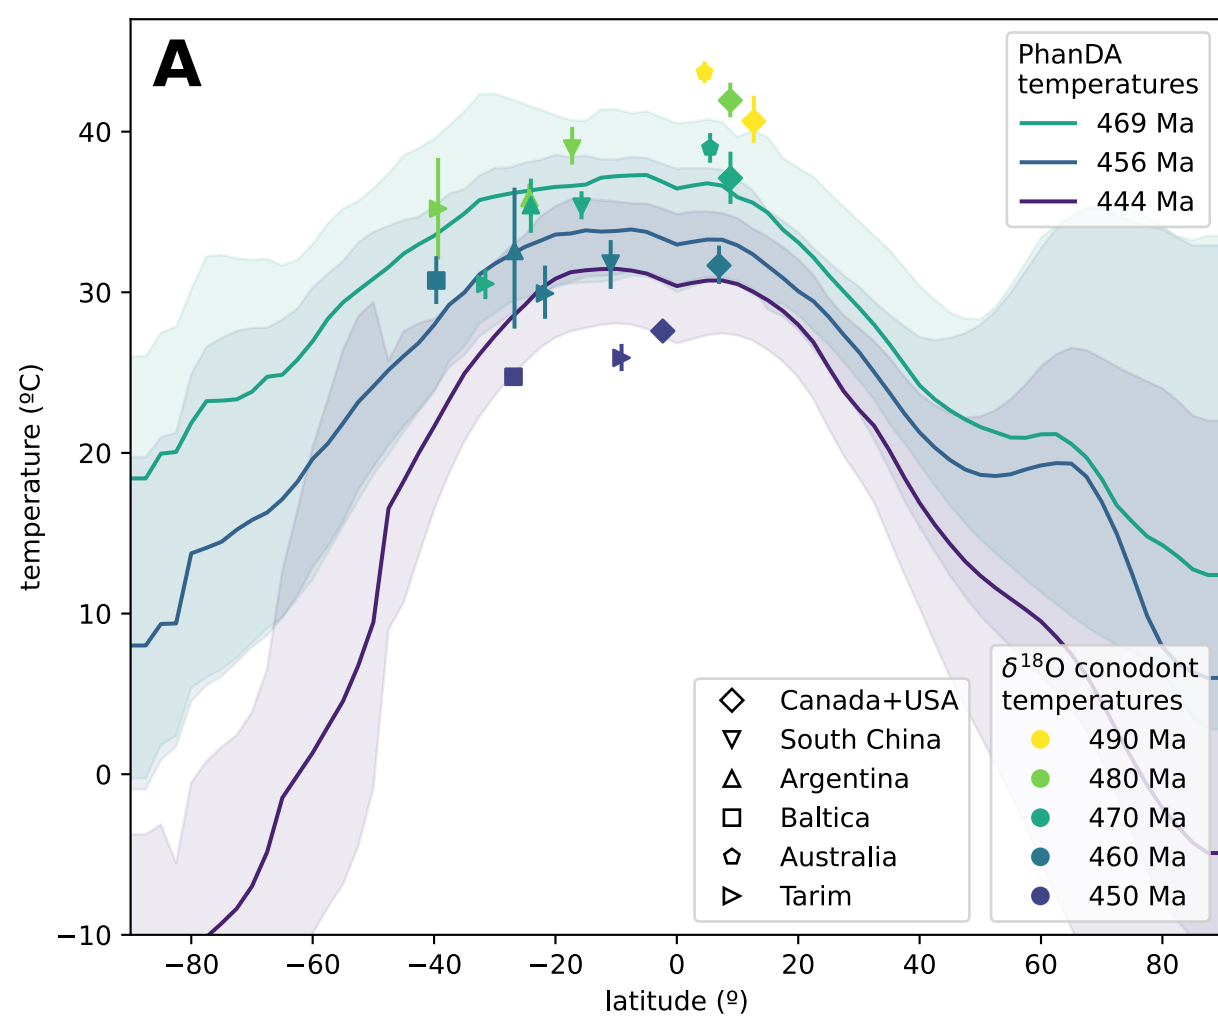 A
PhanDA
temperatures
469 Ma
456 Ma
444 Ma
40
30
20
10
0
−10
temperature (ºC)
Canada+USA
South China
Argentina
Baltica
Australia
Tarim
δ¹⁸O conodont
temperatures
490 Ma
480 Ma
470 Ma
460 Ma
450 Ma
−80 −60 −40 −20 0 20 40 60 80
latitude (º)